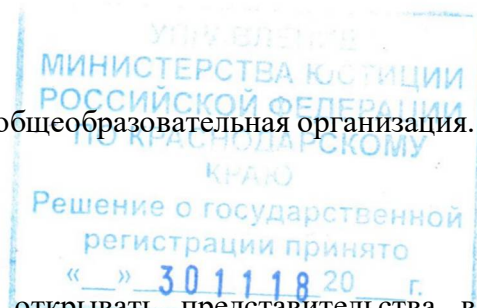 УПРАВЛЕНИЕ
МИНИСТЕРСТВА ЮСТИЦИИ
РОССИЙСКОЙ ФЕДЕРАЦИИ
общеобразовательная организация.
ПО КРАСНОДАРСКОМУ
КРАЮ
Решение о государственной
регистрации принято
«__» 301118 20 г.
открывать представительства в